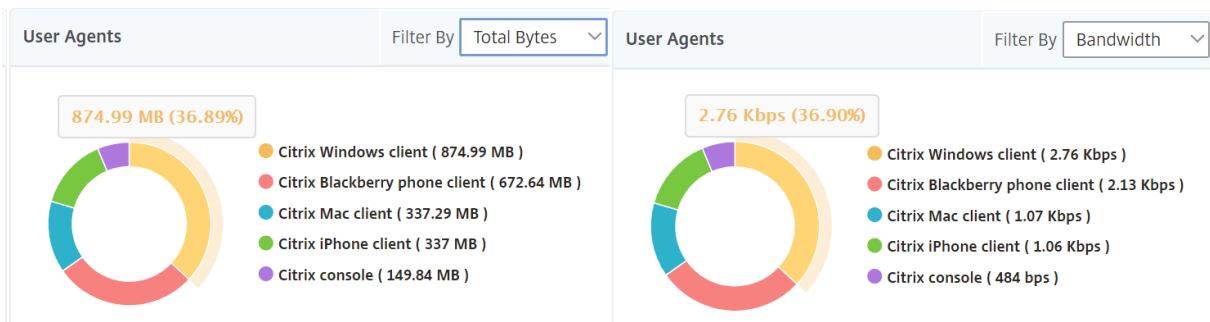 User Agents
Filter By Total Bytes
874.99 MB (36.89%)
Citrix Windows client ( 874.99 MB )
Citrix Blackberry phone client ( 672.64 MB )
Citrix Mac client ( 337.29 MB )
Citrix iPhone client ( 337 MB )
Citrix console ( 149.84 MB )
User Agents
Filter By Bandwidth
2.76 Kbps (36.90%)
Citrix Windows client ( 2.76 Kbps )
Citrix Blackberry phone client ( 2.13 Kbps )
Citrix Mac client ( 1.07 Kbps )
Citrix iPhone client ( 1.06 Kbps )
Citrix console ( 484 bps )